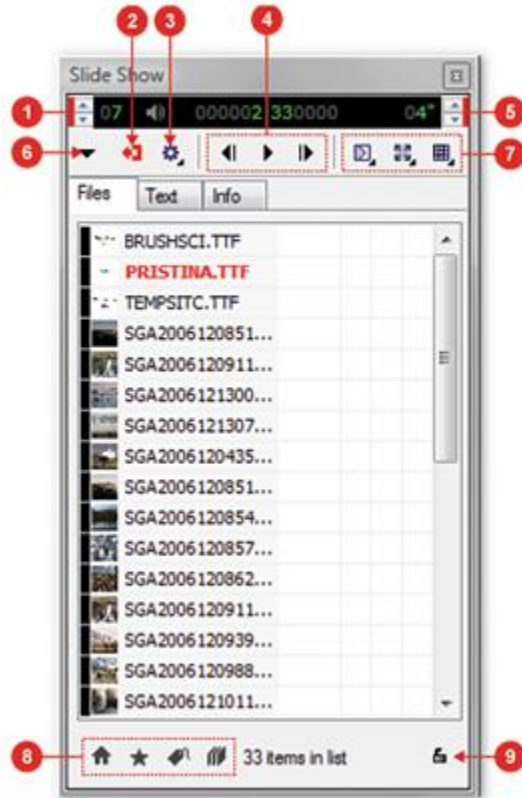 2 3 4
Slide Show
1 07 000002 330000 04" 5
6 7
Files Text Info
BRUSHSCI.TTF
PRISTINA.TTF
TEMPSITC.TTF
SGA2006120851...
SGA2006120911...
SGA2006121300...
SGA2006121307...
SGA2006120435...
SGA2006120851...
SGA2006120854...
SGA2006120857...
SGA2006120862...
SGA2006120911...
SGA2006120939...
SGA2006120988...
SGA2006121011...
8 33 items in list 9